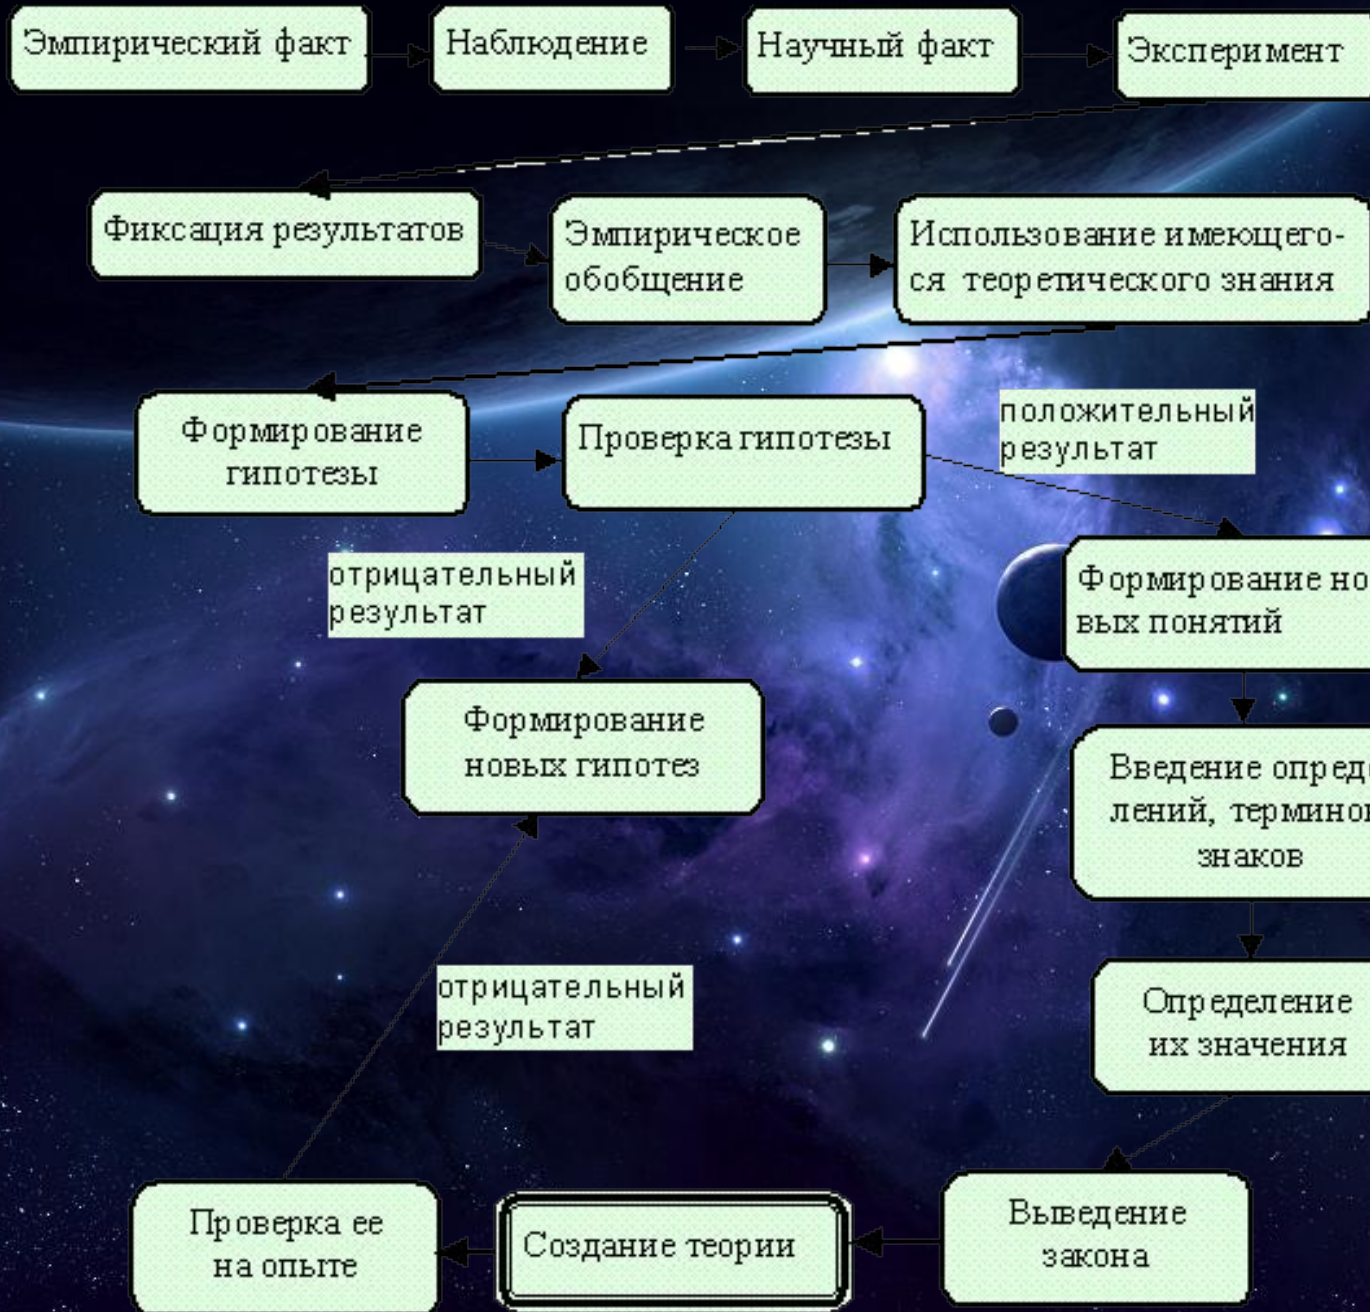 Эмпирический факт
Наблюдение
Научный факт
Эксперимент
Фиксация результатов
Эмпирическое
обобщение
Использование имеющего-
ся теоретического знания
Формирование
гипотезы
Проверка гипотезы
положительный
результат
отрицательный
результат
Формирование но
вых понятий
Формирование
новых гипотез
Введение опреде
лений, терминов
знаков
отрицательный
результат
Определение
их значения
Проверка ее
на опыте
Создание теории
Выведение
закона